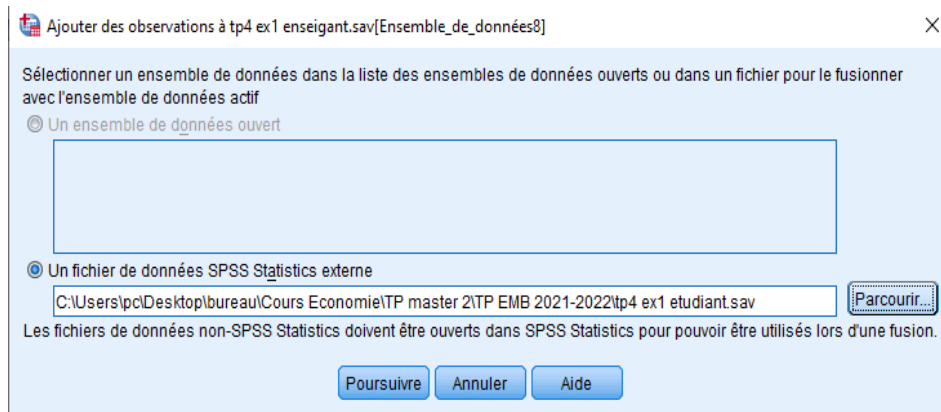 Ajouter des observations à tp4 ex1 enseigant.sav[Ensemble_de_données8]
Sélectionner un ensemble de données dans la liste des ensembles de données ouverts ou dans un fichier pour le fusionner
avec l'ensemble de données actif
Un ensemble de données ouvert
Un fichier de données SPSS Statistics externe
C:\Users\pc\Desktop\bureau\Cours Economie\TP master 2\TP EMB 2021-2022\tp4 ex1 etudiant.sav
Parcourir...
Les fichiers de données non-SPSS Statistics doivent être ouverts dans SPSS Statistics pour pouvoir être utilisés lors d'une fusion.
Poursuivre Annuler Aide